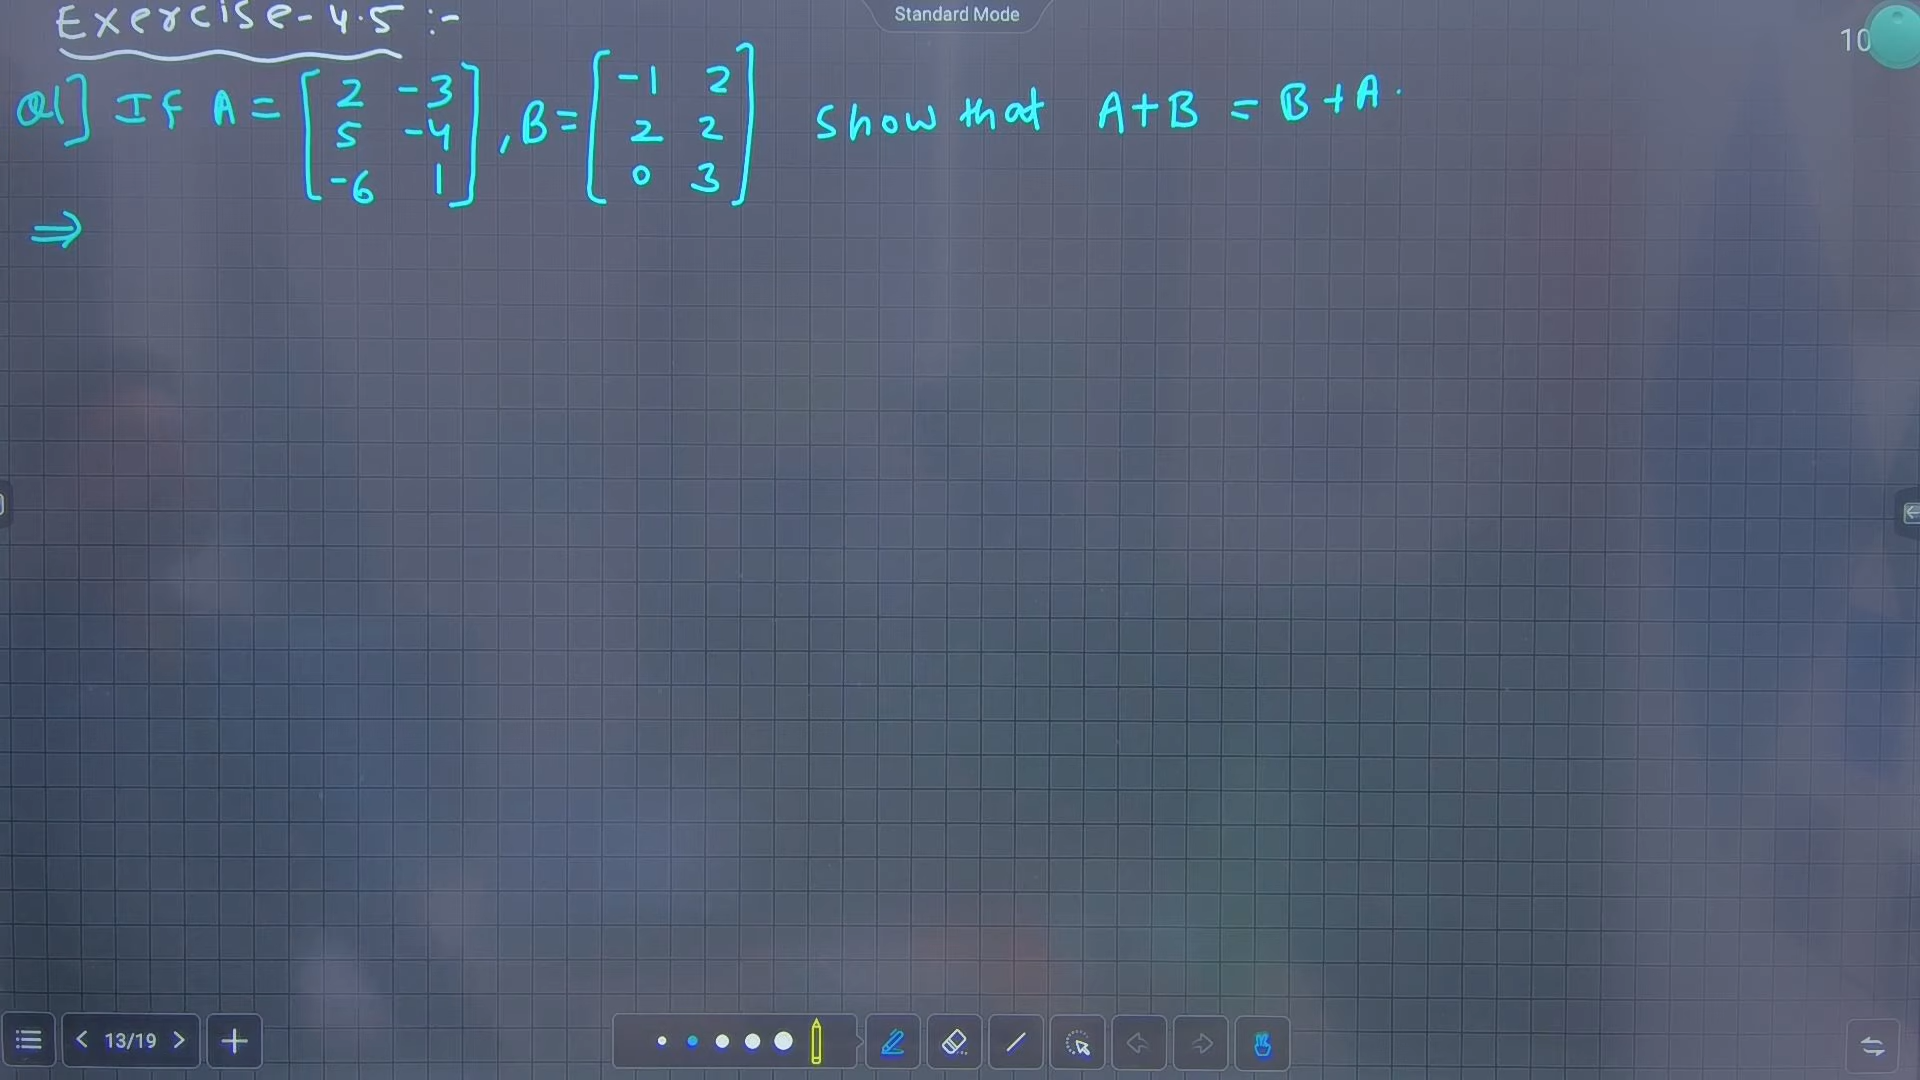 Standard Mode
10
Exercise-4.5 :-
Q1] If A = [2 -3 5 -4 -6 1], B = [-1 2 2 2 0 3] show that A+B = B+A.
⇒
13/19